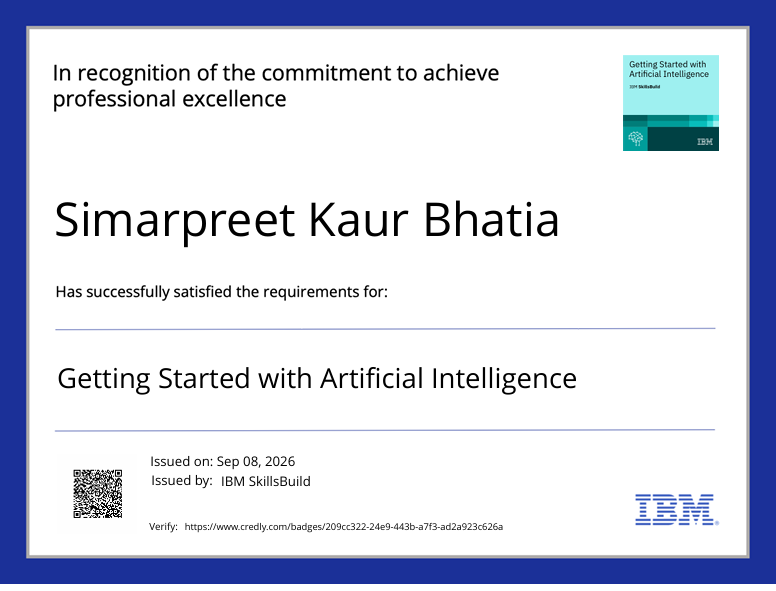 In recognition of the commitment to achieve
professional excellence
Getting Started with
Artificial Intelligence
IBM SkillsBuild
IBM
Simarpreet Kaur Bhatia
Has successfully satisfied the requirements for:
Getting Started with Artificial Intelligence
Issued on: Sep 08, 2026
Issued by: IBM SkillsBuild
Verify: https://www.credly.com/badges/209cc322-24e9-443b-a7f3-ad2a923c626a
IBM®